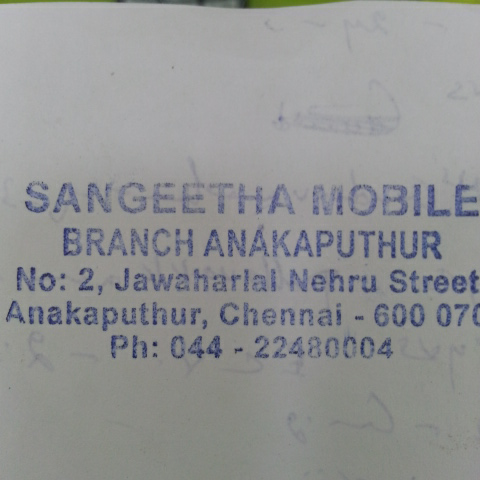 SANGEETHA MOBILE
BRANCH ANAKAPUTHUR
No: 2, Jawaharlal Nehru Street
Anakaputhur, Chennai - 600 070
Ph: 044 - 22480004